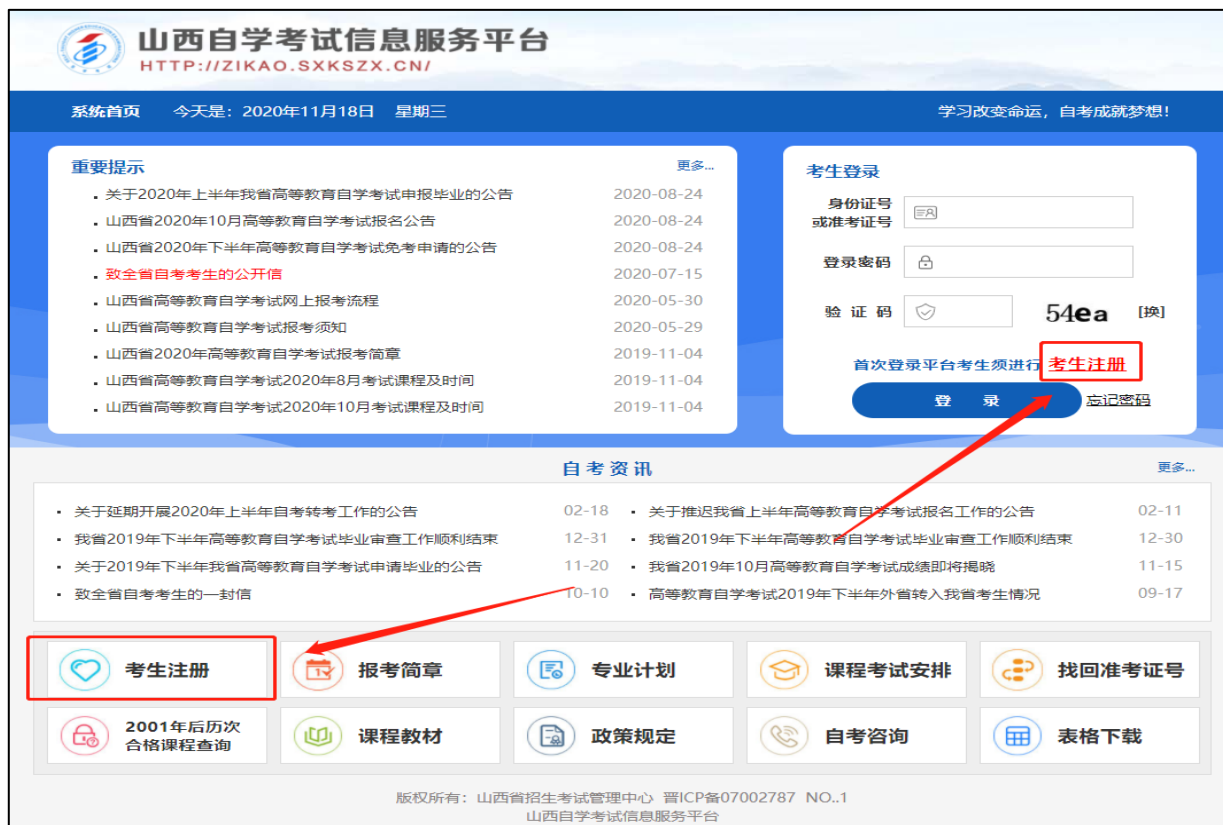 山西自学考试信息服务平台
HTTP://ZIKAO.SXKSZX.CN/
系统首页 今天是：2020年11月18日 星期三 学习改变命运，自考成就梦想！
重要提示 更多...
关于2020年上半年我省高等教育自学考试申报毕业的公告 2020-08-24
山西省2020年10月高等教育自学考试报名公告 2020-08-24
山西省2020年下半年高等教育自学考试免考申请的公告 2020-08-24
致全省自考考生的公开信 2020-07-15
山西省高等教育自学考试网上报考流程 2020-05-30
山西省高等教育自学考试报考须知 2020-05-29
山西省2020年高等教育自学考试报考简章 2019-11-04
山西省高等教育自学考试2020年8月考试课程及时间 2019-11-04
山西省高等教育自学考试2020年10月考试课程及时间 2019-11-04
考生登录
身份证号
或准考证号
登录密码
验 证 码 54ea [换]
首次登录平台考生须进行 考生注册
登 录 忘记密码
自 考 资 讯 更多...
关于延期开展2020年上半年自考转考工作的公告 02-18
关于推迟我省上半年高等教育自学考试报名工作的公告 02-11
我省2019年下半年高等教育自学考试毕业审查工作顺利结束 12-31
我省2019年下半年高等教育自学考试毕业审查工作顺利结束 12-30
关于2019年下半年我省高等教育自学考试申请毕业的公告 11-20
我省2019年10月高等教育自学考试成绩即将揭晓 11-15
致全省自考考生的一封信 10-10
高等教育自学考试2019年下半年外省转入我省考生情况 09-17
考生注册
报考简章
专业计划
课程考试安排
找回准考证号
2001年后历次
合格课程查询
课程教材
政策规定
自考咨询
表格下载
版权所有：山西省招生考试管理中心 晋ICP备07002787 NO..1
山西自学考试信息服务平台